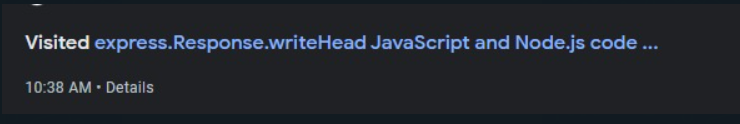 Visited express.Response.writeHead JavaScript and Node.js code ...
10:38 AM • Details